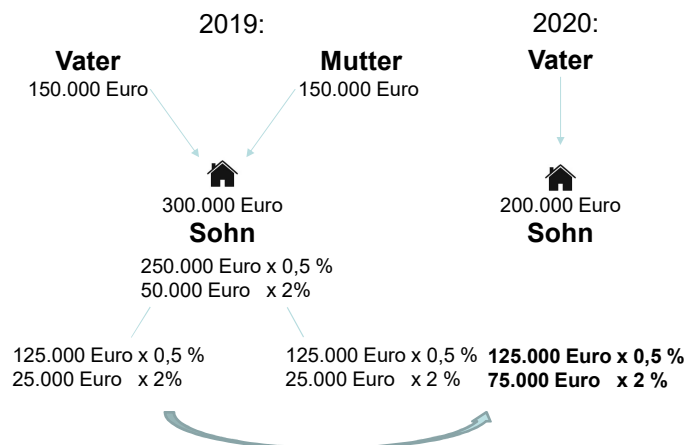 2019:
2020:
Vater
Mutter
Vater
150.000 Euro
150.000 Euro
300.000 Euro
200.000 Euro
Sohn
Sohn
250.000 Euro x 0,5 %
50.000 Euro x 2%
125.000 Euro x 0,5 %
25.000 Euro x 2%
125.000 Euro x 0,5 %
25.000 Euro x 2 %
125.000 Euro x 0,5 %
75.000 Euro x 2 %